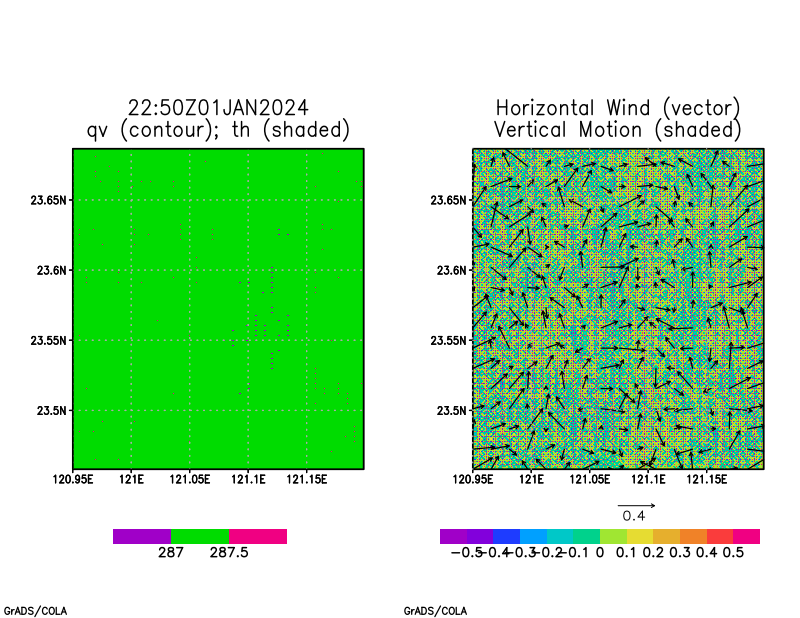 22:50Z01JAN2024
qv (contour); th (shaded)
23.65N
23.6N
23.55N
23.5N
120.95E 121E 121.05E 121.1E 121.15E
287 287.5
GrADS/COLA
Horizontal Wind (vector)
Vertical Motion (shaded)
23.65N
23.6N
23.55N
23.5N
120.95E 121E 121.05E 121.1E 121.15E
0.4
-0.5 -0.4 -0.3 -0.2 -0.1 0 0.1 0.2 0.3 0.4 0.5
GrADS/COLA